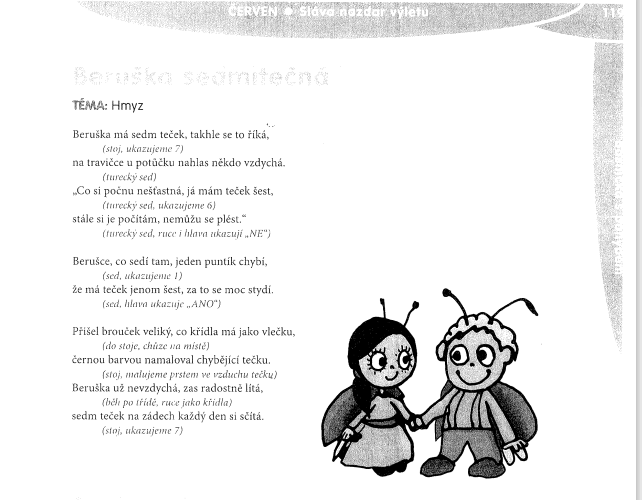 ČERVEN ● Sláva nazdar výletu 119
Beruška sedmitečná
TÉMA: Hmyz
Beruška má sedm teček, takhle se to říká,
(stoj, ukazujeme 7)
na travičce u potůčku nahlas někdo vzdychá.
(turecký sed)
„Co si počnu nešťastná, já mám teček šest,
(turecký sed, ukazujeme 6)
stále si je počítám, nemůžu se plést.“
(turecký sed, ruce i hlava ukazují „NE“)
Berušce, co sedí tam, jeden puntík chybí,
(sed, ukazujeme 1)
že má teček jenom šest, za to se moc stydí.
(sed, hlava ukazuje „ANO“)
Přišel brouček veliký, co křídla má jako vlečku,
(do stoje, chůze na místě)
černou barvou namaloval chybějící tečku.
(stoj, malujeme prstem ve vzduchu tečku)
Beruška už nevzdychá, zas radostně lítá,
(běh po třídě, ruce jako křídla)
sedm teček na zádech každý den si sčítá.
(stoj, ukazujeme 7)